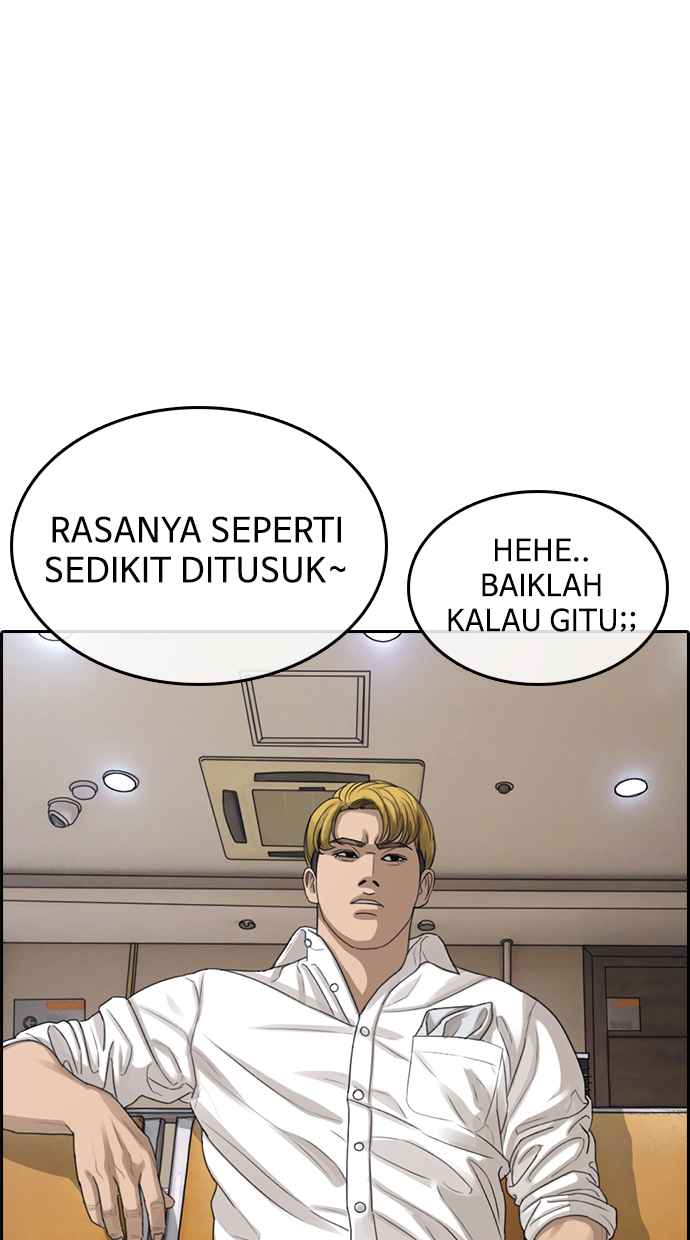 RASANYA SEPERTI
SEDIKIT DITUSUK~
HEHE..
BAIKLAH
KALAU GITU;;